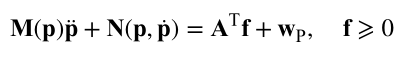 M(p)p̈ + N(p, ṗ) = Aᵀf + w_P,    f ⩾ 0